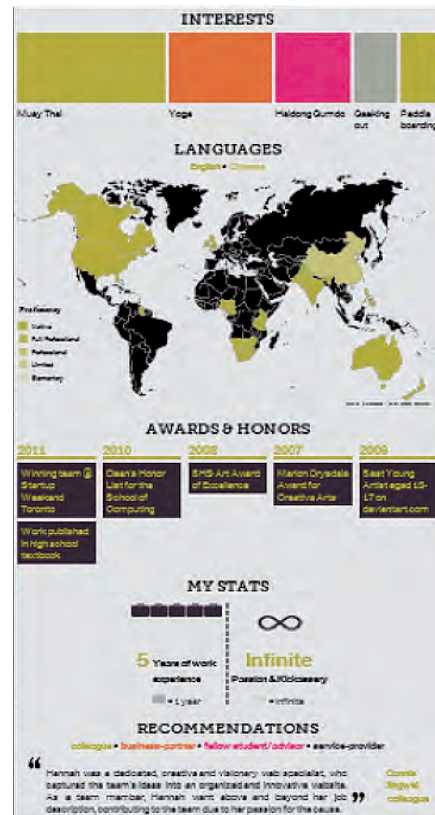 INTERESTS
Muay Thai
Yoga
Haidong Gumdo
Geeking
out
Paddle
boarding
LANGUAGES
English • Chinese
Proficiency
Native
Full Professional
Professional
Limited
Elementary
AWARDS & HONORS
2011
2010
2008
2007
2006
Winning team @
Startup
Weekend
Toronto
Work published
in high school
textbook
Dean's Honor
List for the
School of
Computing
SHS Art Award
of Excellence
Marion Drysdale
Award for
Creative Arts
Best Young
Artist aged 15-
17 on
deviantart.com
MY STATS
5 Years of work
experience
= 1 year
Infinite
Passion & Kickassery
= Infinite
RECOMMENDATIONS
colleague • business-partner • fellow student/advisor • service-provider
“ Hannah was a dedicated, creative and visionary web specialist, who
captured the team's ideas into an organized and innovative website.
As a team member, Hannah went above and beyond her job
description, contributing to the team due to her passion for the cause. ”
Connie
colleague